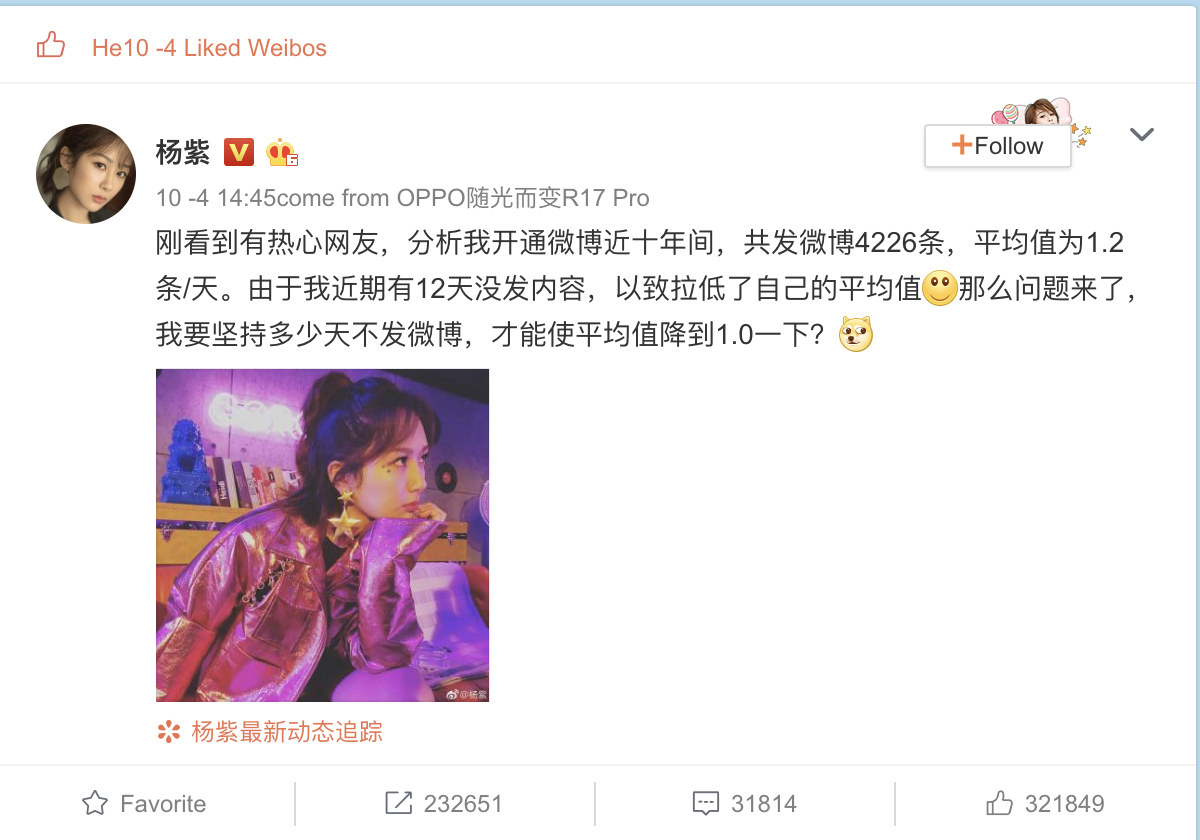 He10 -4 Liked Weibos
杨紫
V
+Follow
10 -4 14:45come from OPPO随光而变R17 Pro
刚看到有热心网友，分析我开通微博近十年间，共发微博4226条，平均值为1.2
条/天。由于我近期有12天没发内容，以致拉低了自己的平均值那么问题来了，
我要坚持多少天不发微博，才能使平均值降到1.0一下？
@杨紫
杨紫最新动态追踪
Favorite
232651
31814
321849